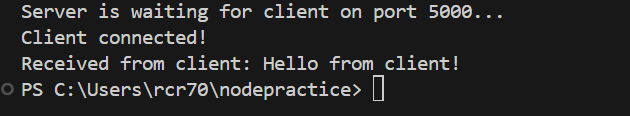 Server is waiting for client on port 5000...
Client connected!
Received from client: Hello from client!
PS C:\Users\rcr70\nodepractice>